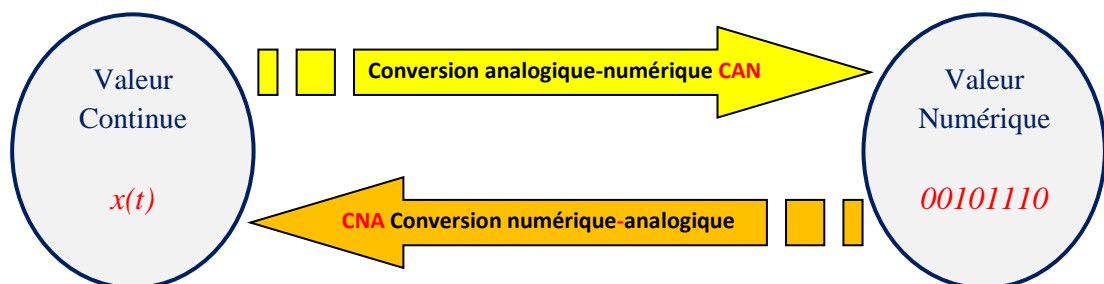 Valeur
Continue
x(t)
Conversion analogique-numérique CAN
CNA Conversion numérique-analogique
Valeur
Numérique
00101110